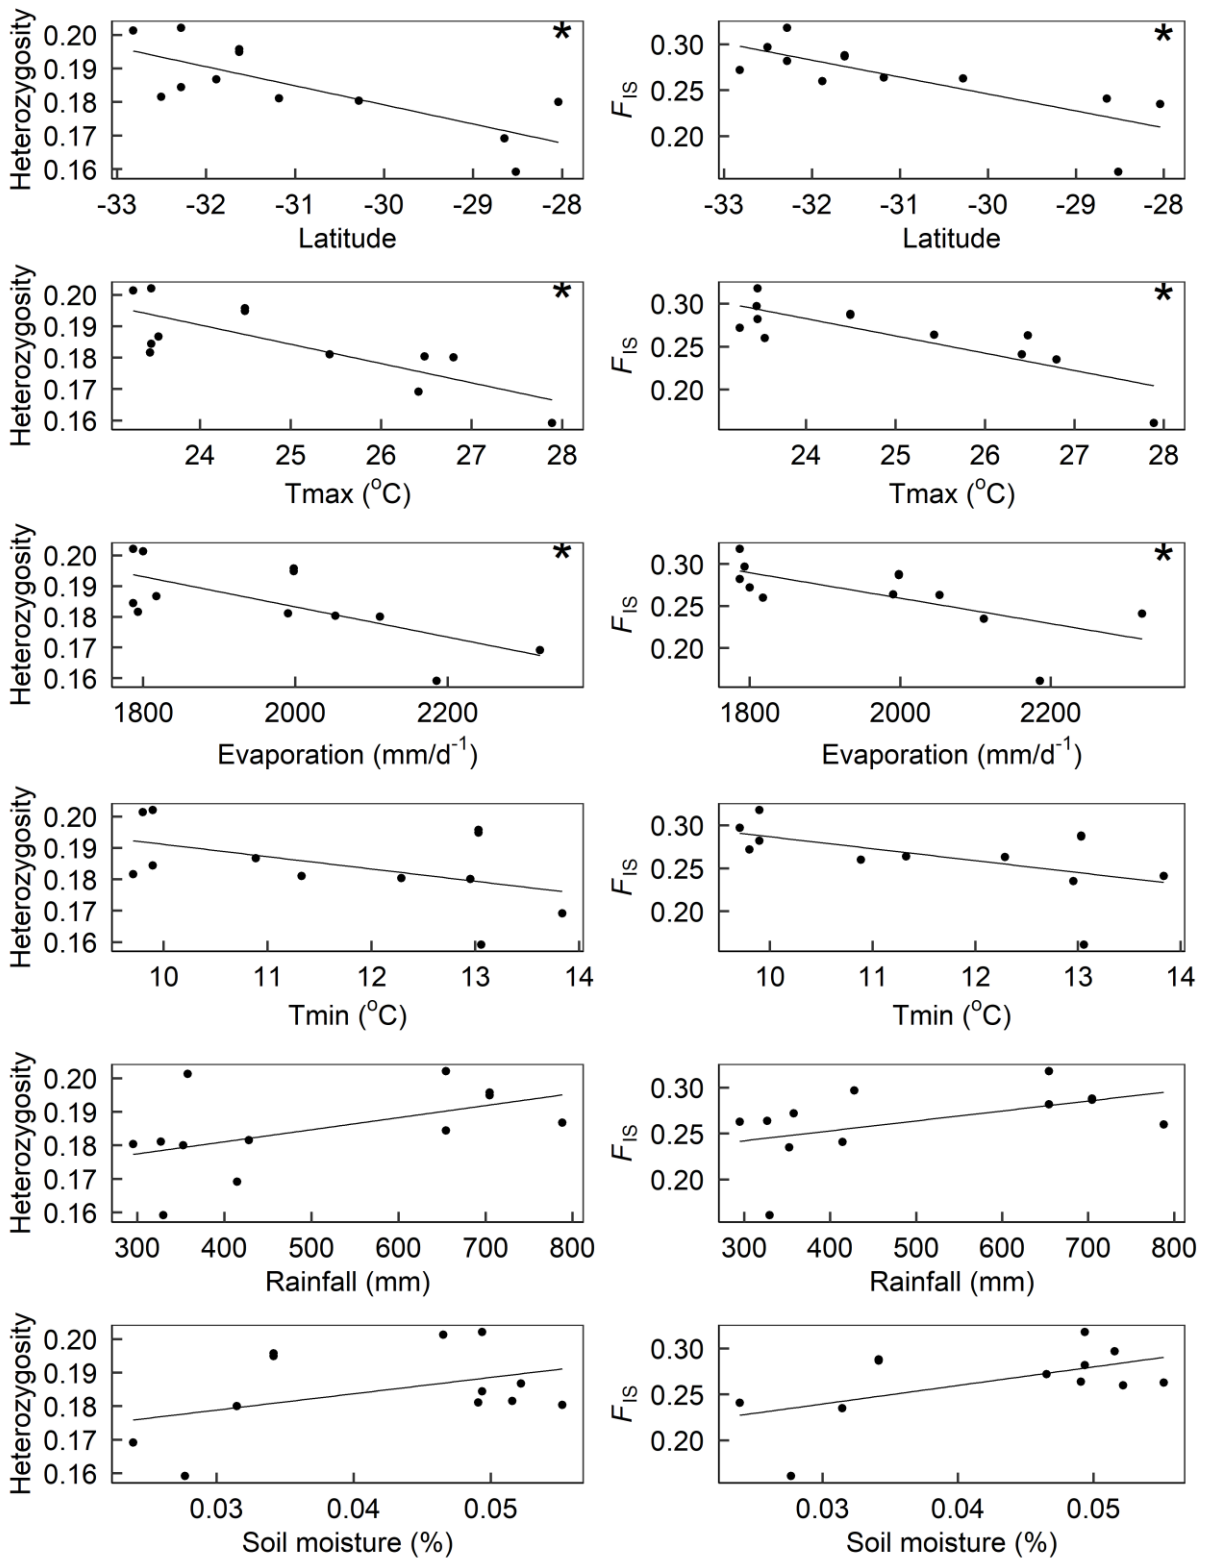 Heterozygosity
0.20
0.19
0.18
0.17
0.16
*
-33 -32 -31 -30 -29 -28
Latitude
FIS
0.30
0.25
0.20
*
-33 -32 -31 -30 -29 -28
Latitude
Heterozygosity
0.20
0.19
0.18
0.17
0.16
*
24 25 26 27 28
Tmax (°C)
FIS
0.30
0.25
0.20
*
24 25 26 27 28
Tmax (°C)
Heterozygosity
0.20
0.19
0.18
0.17
0.16
*
1800 2000 2200
Evaporation (mm/d⁻¹)
FIS
0.30
0.25
0.20
*
1800 2000 2200
Evaporation (mm/d⁻¹)
Heterozygosity
0.20
0.19
0.18
0.17
0.16
10 11 12 13 14
Tmin (°C)
FIS
0.30
0.25
0.20
10 11 12 13 14
Tmin (°C)
Heterozygosity
0.20
0.19
0.18
0.17
0.16
300 400 500 600 700 800
Rainfall (mm)
FIS
0.30
0.25
0.20
300 400 500 600 700 800
Rainfall (mm)
Heterozygosity
0.20
0.19
0.18
0.17
0.16
0.03 0.04 0.05
Soil moisture (%)
FIS
0.30
0.25
0.20
0.03 0.04 0.05
Soil moisture (%)